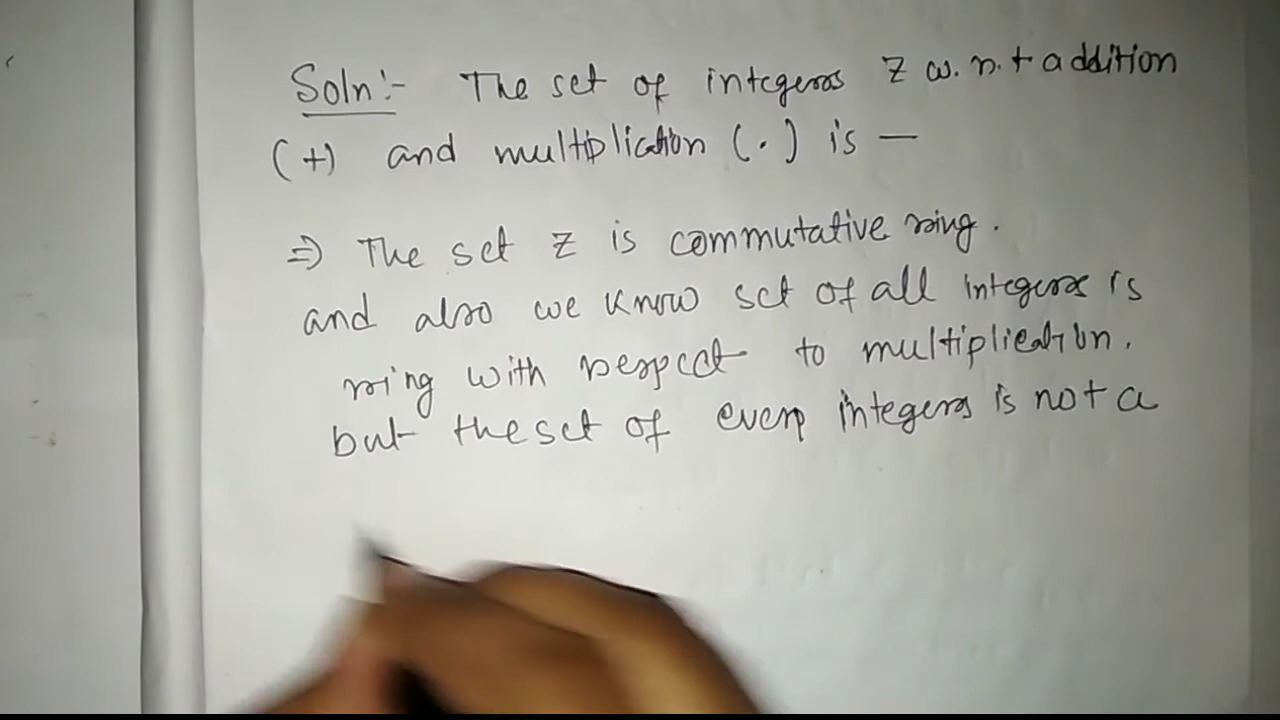 Soln:- The set of integers Z w.r.t addition
(+) and multiplication (.) is —
⇒ The set Z is commutative ring.
and also we know set of all integers is
ring with respect to multiplication.
but the set of even integers is not a